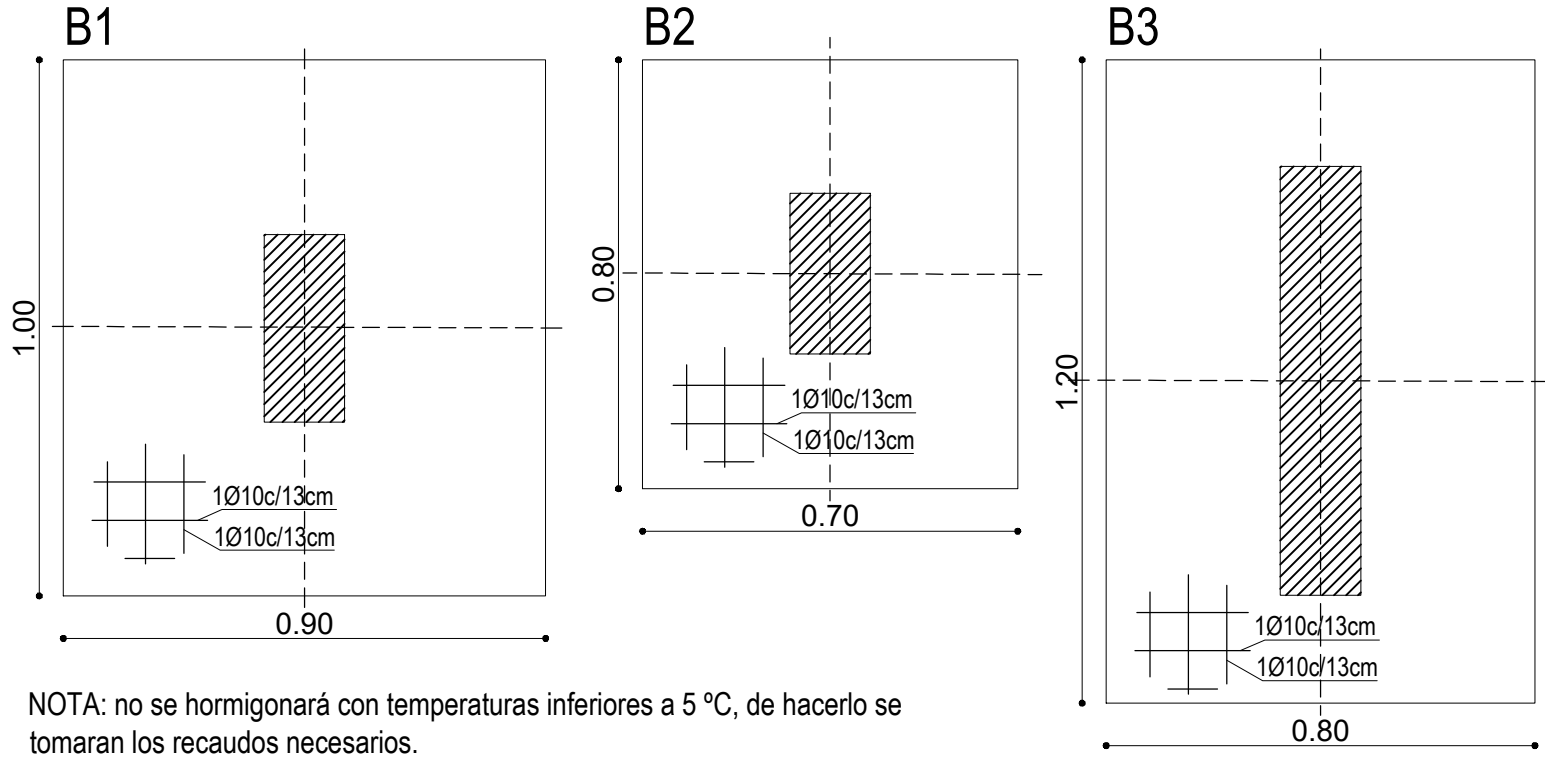 B1
1.00
1Ø10c/13cm
1Ø10c/13cm
0.90
B2
0.80
1Ø10c/13cm
1Ø10c/13cm
0.70
B3
1.20
1Ø10c/13cm
1Ø10c/13cm
0.80
NOTA: no se hormigonará con temperaturas inferiores a 5 ºC, de hacerlo se
tomaran los recaudos necesarios.